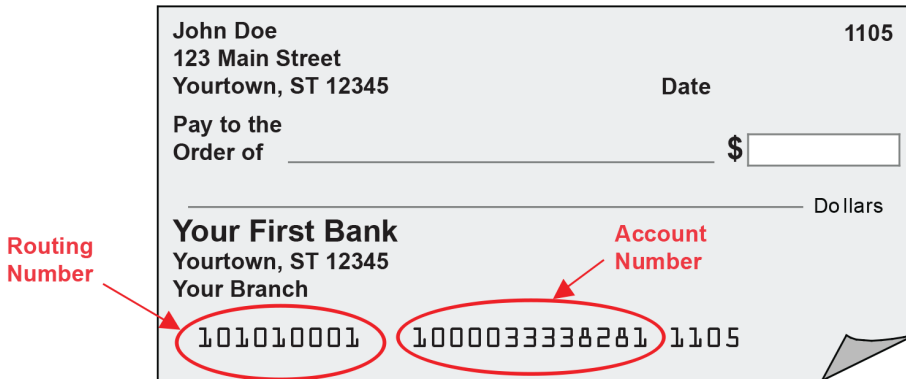 John Doe 1105
123 Main Street
Yourtown, ST 12345 Date
Pay to the
Order of $
Dollars
Your First Bank
Yourtown, ST 12345
Your Branch
Routing
Number
Account
Number
101010001 1000033338281 1105